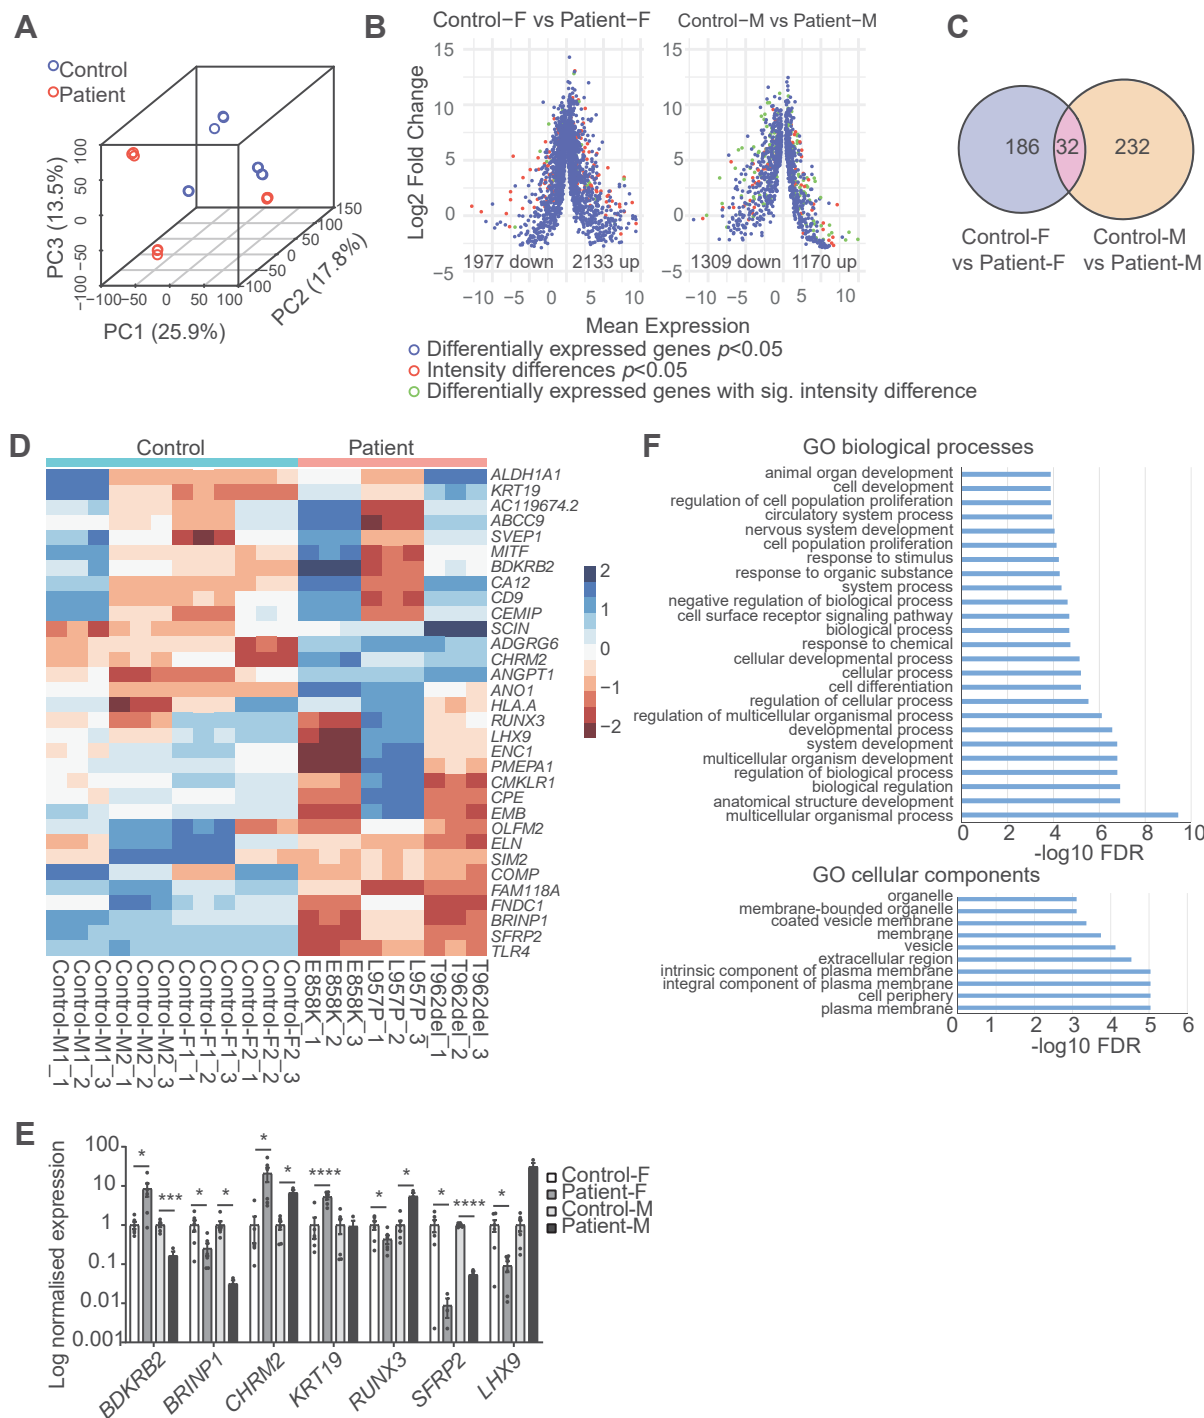 A
Control
Patient
PC3 (13.5%)
100
50
0
−50
−100
−100
−50
0
50
100
PC1 (25.9%)
−50
0
50
100
150
PC2 (17.8%)
B
Control−F vs Patient−F
Control−M vs Patient−M
Log2 Fold Change
15
10
5
0
−5
1977 down
2133 up
−10
−5
0
5
10
15
10
5
0
−5
1309 down
1170 up
−10
−5
0
5
10
Mean Expression
Differentially expressed genes p<0.05
Intensity differences p<0.05
Differentially expressed genes with sig. intensity difference
C
186
32
232
Control-F
vs Patient-F
Control-M
vs Patient-M
D
Control
Patient
ALDH1A1
KRT19
AC119674.2
ABCC9
SVEP1
MITF
BDKRB2
CA12
CD9
CEMIP
SCIN
ADGRG6
CHRM2
ANGPT1
ANO1
HLA.A
RUNX3
LHX9
ENC1
PMEPA1
CMKLR1
CPE
EMB
OLFM2
ELN
SIM2
COMP
FAM118A
FNDC1
BRINP1
SFRP2
TLR4
2
1
0
−1
−2
Control-M1_1
Control-M1_2
Control-M1_3
Control-M2_1
Control-M2_2
Control-M2_3
Control-F1_1
Control-F1_2
Control-F1_3
Control-F2_1
Control-F2_2
Control-F2_3
E858K_1
E858K_2
E858K_3
L957P_1
L957P_2
L957P_3
T962del_1
T962del_2
T962del_3
F
GO biological processes
animal organ development
cell development
regulation of cell population proliferation
circulatory system process
nervous system development
cell population proliferation
response to stimulus
response to organic substance
system process
negative regulation of biological process
cell surface receptor signaling pathway
biological process
response to chemical
cellular developmental process
cellular process
cell differentiation
regulation of cellular process
regulation of multicellular organismal process
developmental process
system development
multicellular organism development
regulation of biological process
biological regulation
anatomical structure development
multicellular organismal process
0
2
4
6
8
10
-log10 FDR
GO cellular components
organelle
membrane-bounded organelle
coated vesicle membrane
membrane
vesicle
extracellular region
intrinsic component of plasma membrane
integral component of plasma membrane
cell periphery
plasma membrane
0
1
2
3
4
5
6
-log10 FDR
E
Log normalised expression
100
10
1
0.1
0.01
0.001
*
***
*
*
*
*
****
*
*
*
****
*
Control-F
Patient-F
Control-M
Patient-M
BDKRB2
BRINP1
CHRM2
KRT19
RUNX3
SFRP2
LHX9